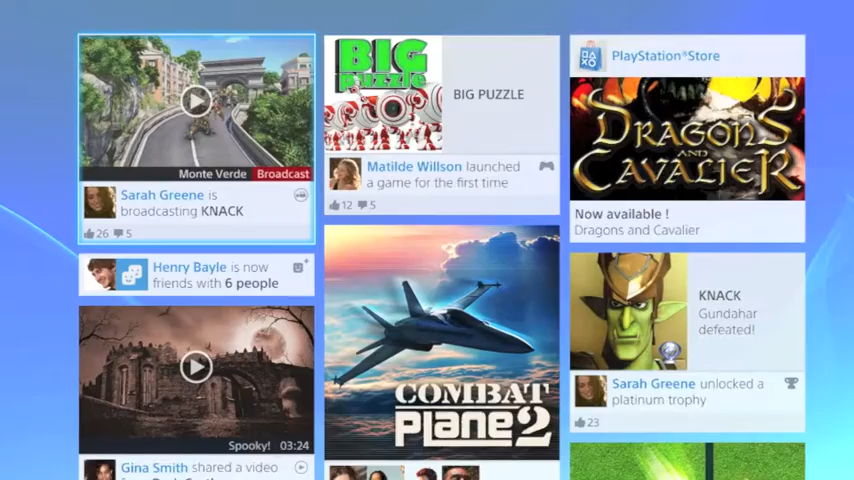 Monte Verde Broadcast
Sarah Greene is
broadcasting KNACK
26 5
Henry Bayle is now
friends with 6 people
Spooky! 03:24
Gina Smith shared a video
BIG
puzzle
BIG PUZZLE
Matilde Willson launched
a game for the first time
12 5
COMBAT
PLANE 2
PlayStation®Store
DRAGONS
AND
CAVALIER
Now available !
Dragons and Cavalier
KNACK
Gundahar
defeated!
Sarah Greene unlocked a
platinum trophy
23